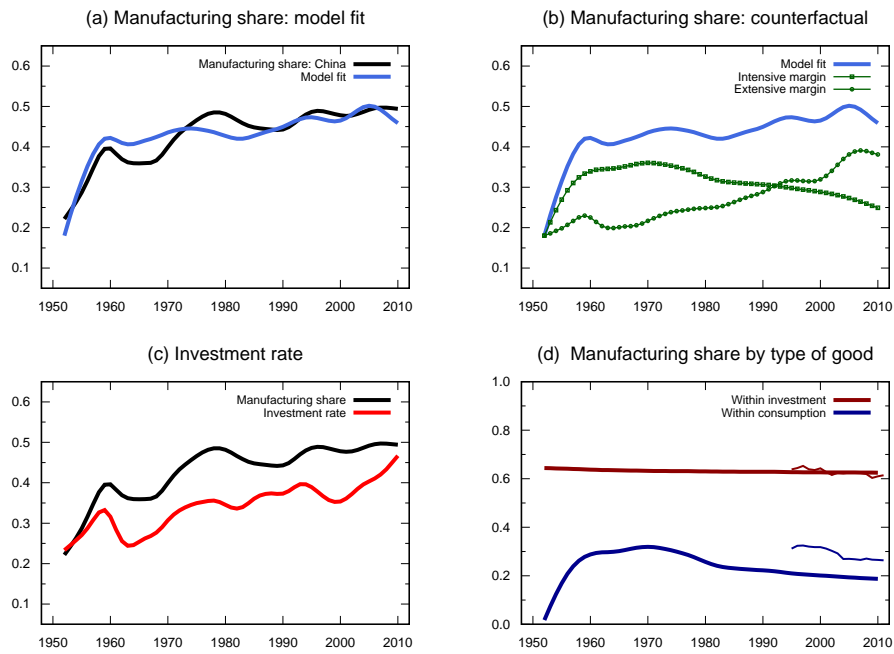 (a) Manufacturing share: model fit
Manufacturing share: China
Model fit
0.6
0.5
0.4
0.3
0.2
0.1
1950 1960 1970 1980 1990 2000 2010
(b) Manufacturing share: counterfactual
Model fit
Intensive margin
Extensive margin
0.6
0.5
0.4
0.3
0.2
0.1
1950 1960 1970 1980 1990 2000 2010
(c) Investment rate
Manufacturing share
Investment rate
0.6
0.5
0.4
0.3
0.2
0.1
1950 1960 1970 1980 1990 2000 2010
(d) Manufacturing share by type of good
Within investment
Within consumption
1.0
0.8
0.6
0.4
0.2
0.0
1950 1960 1970 1980 1990 2000 2010